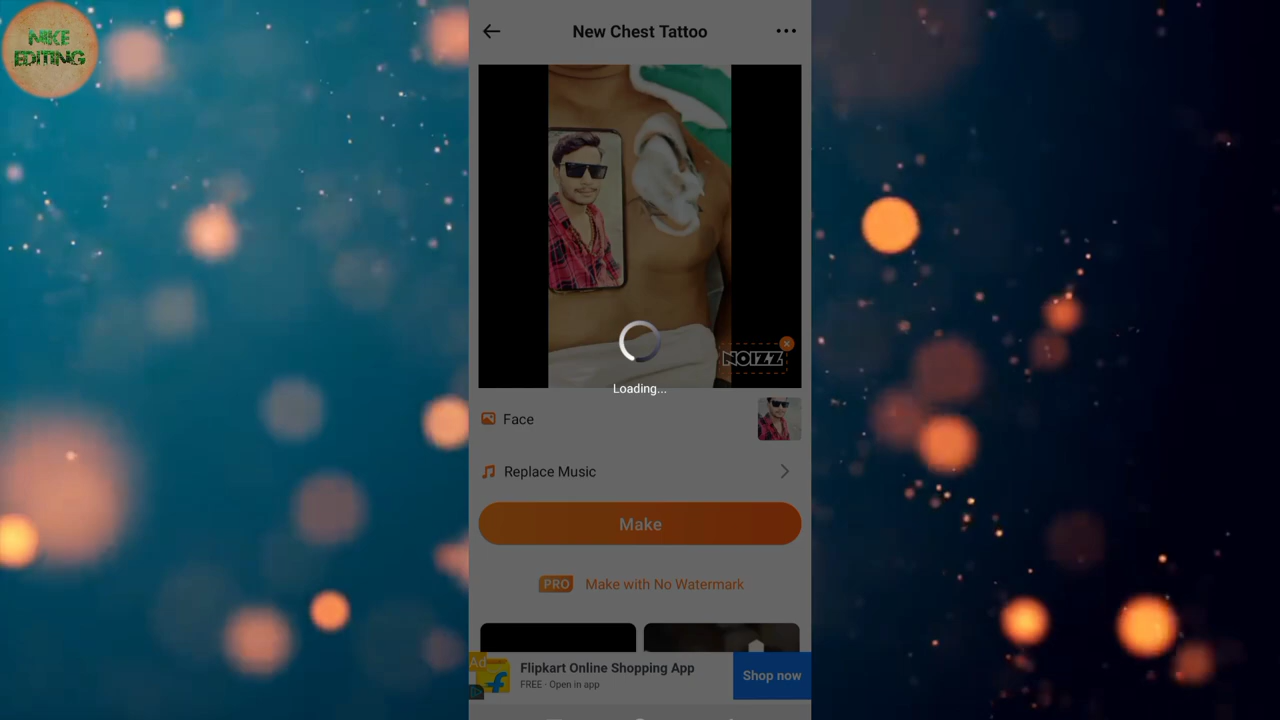 NIKE
EDITING
New Chest Tattoo
NOIZZ
Loading...
Face
Replace Music
Make
PRO Make with No Watermark
Ad
Flipkart Online Shopping App
FREE · Open in app
Shop now